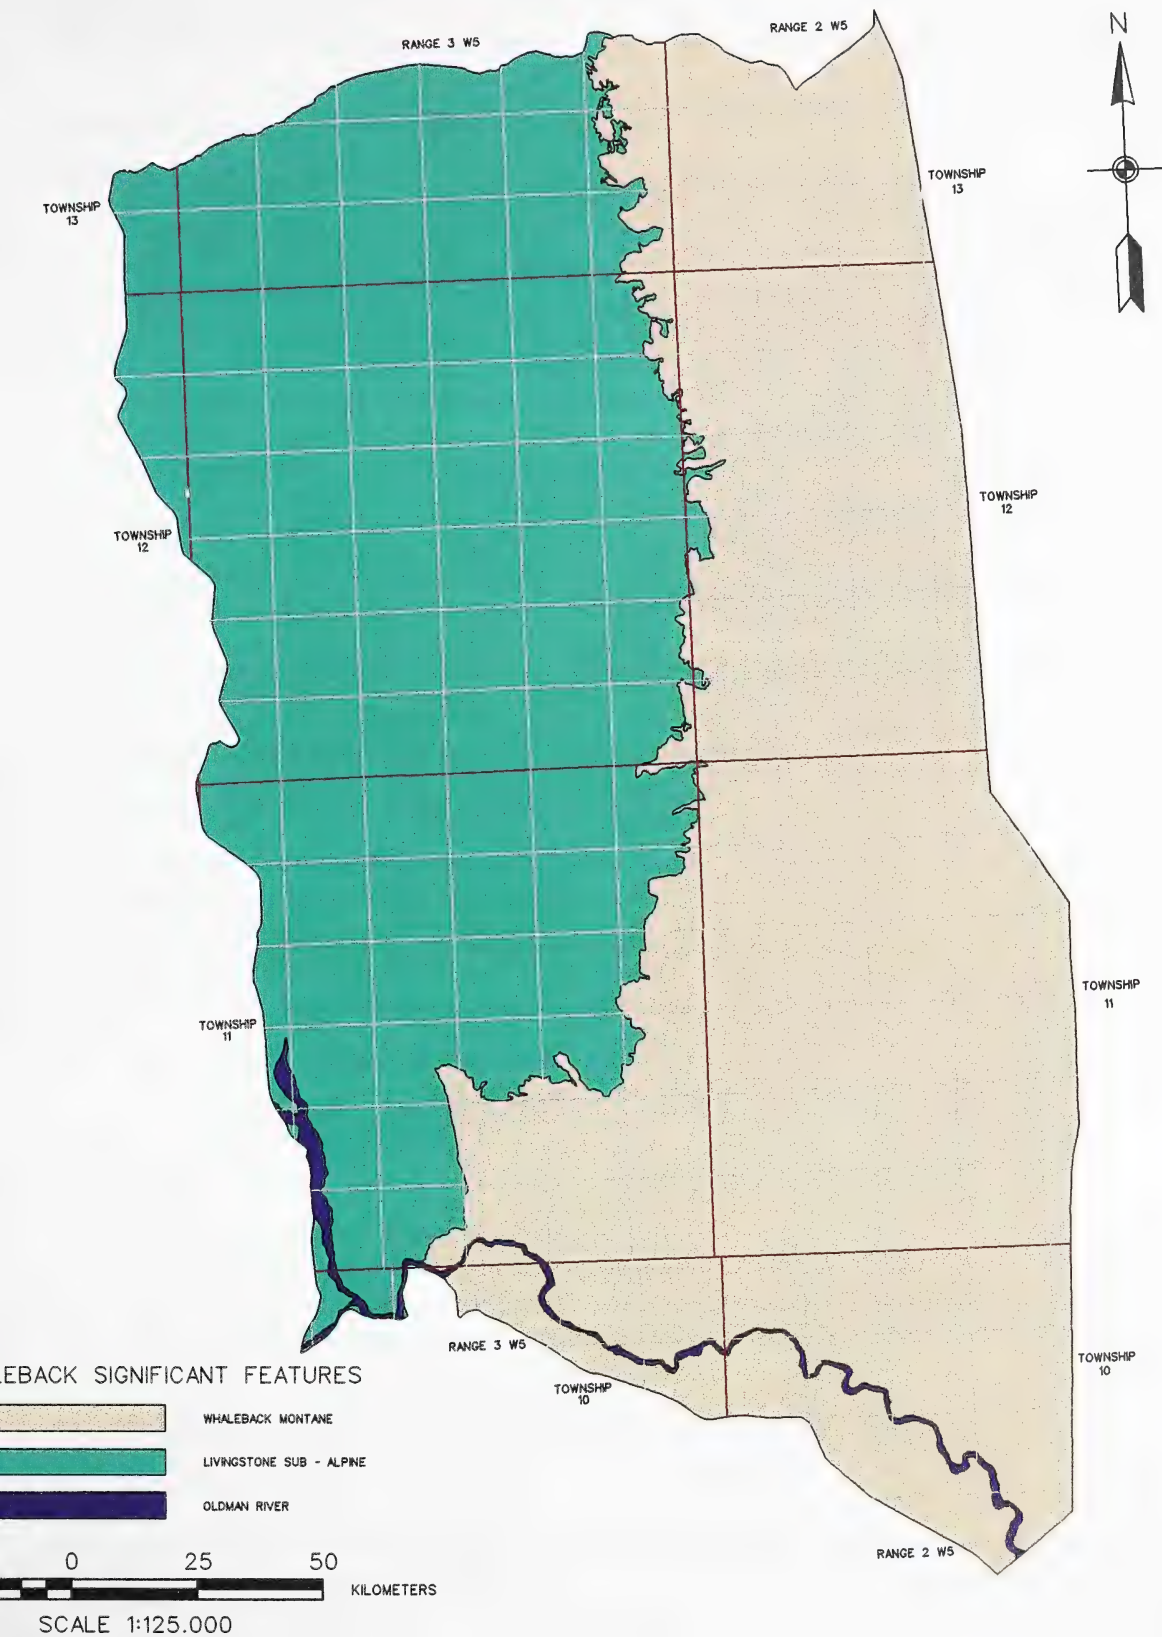 RANGE 3 W5
RANGE 2 W5
N
TOWNSHIP
13
TOWNSHIP
13
TOWNSHIP
12
TOWNSHIP
12
TOWNSHIP
11
TOWNSHIP
11
RANGE 3 W5
TOWNSHIP
10
TOWNSHIP
10
RANGE 2 W5
LEBACK SIGNIFICANT FEATURES
WHALEBACK MONTANE
LIVINGSTONE SUB - ALPINE
OLDMAN RIVER
0 25 50
KILOMETERS
SCALE 1:125.000